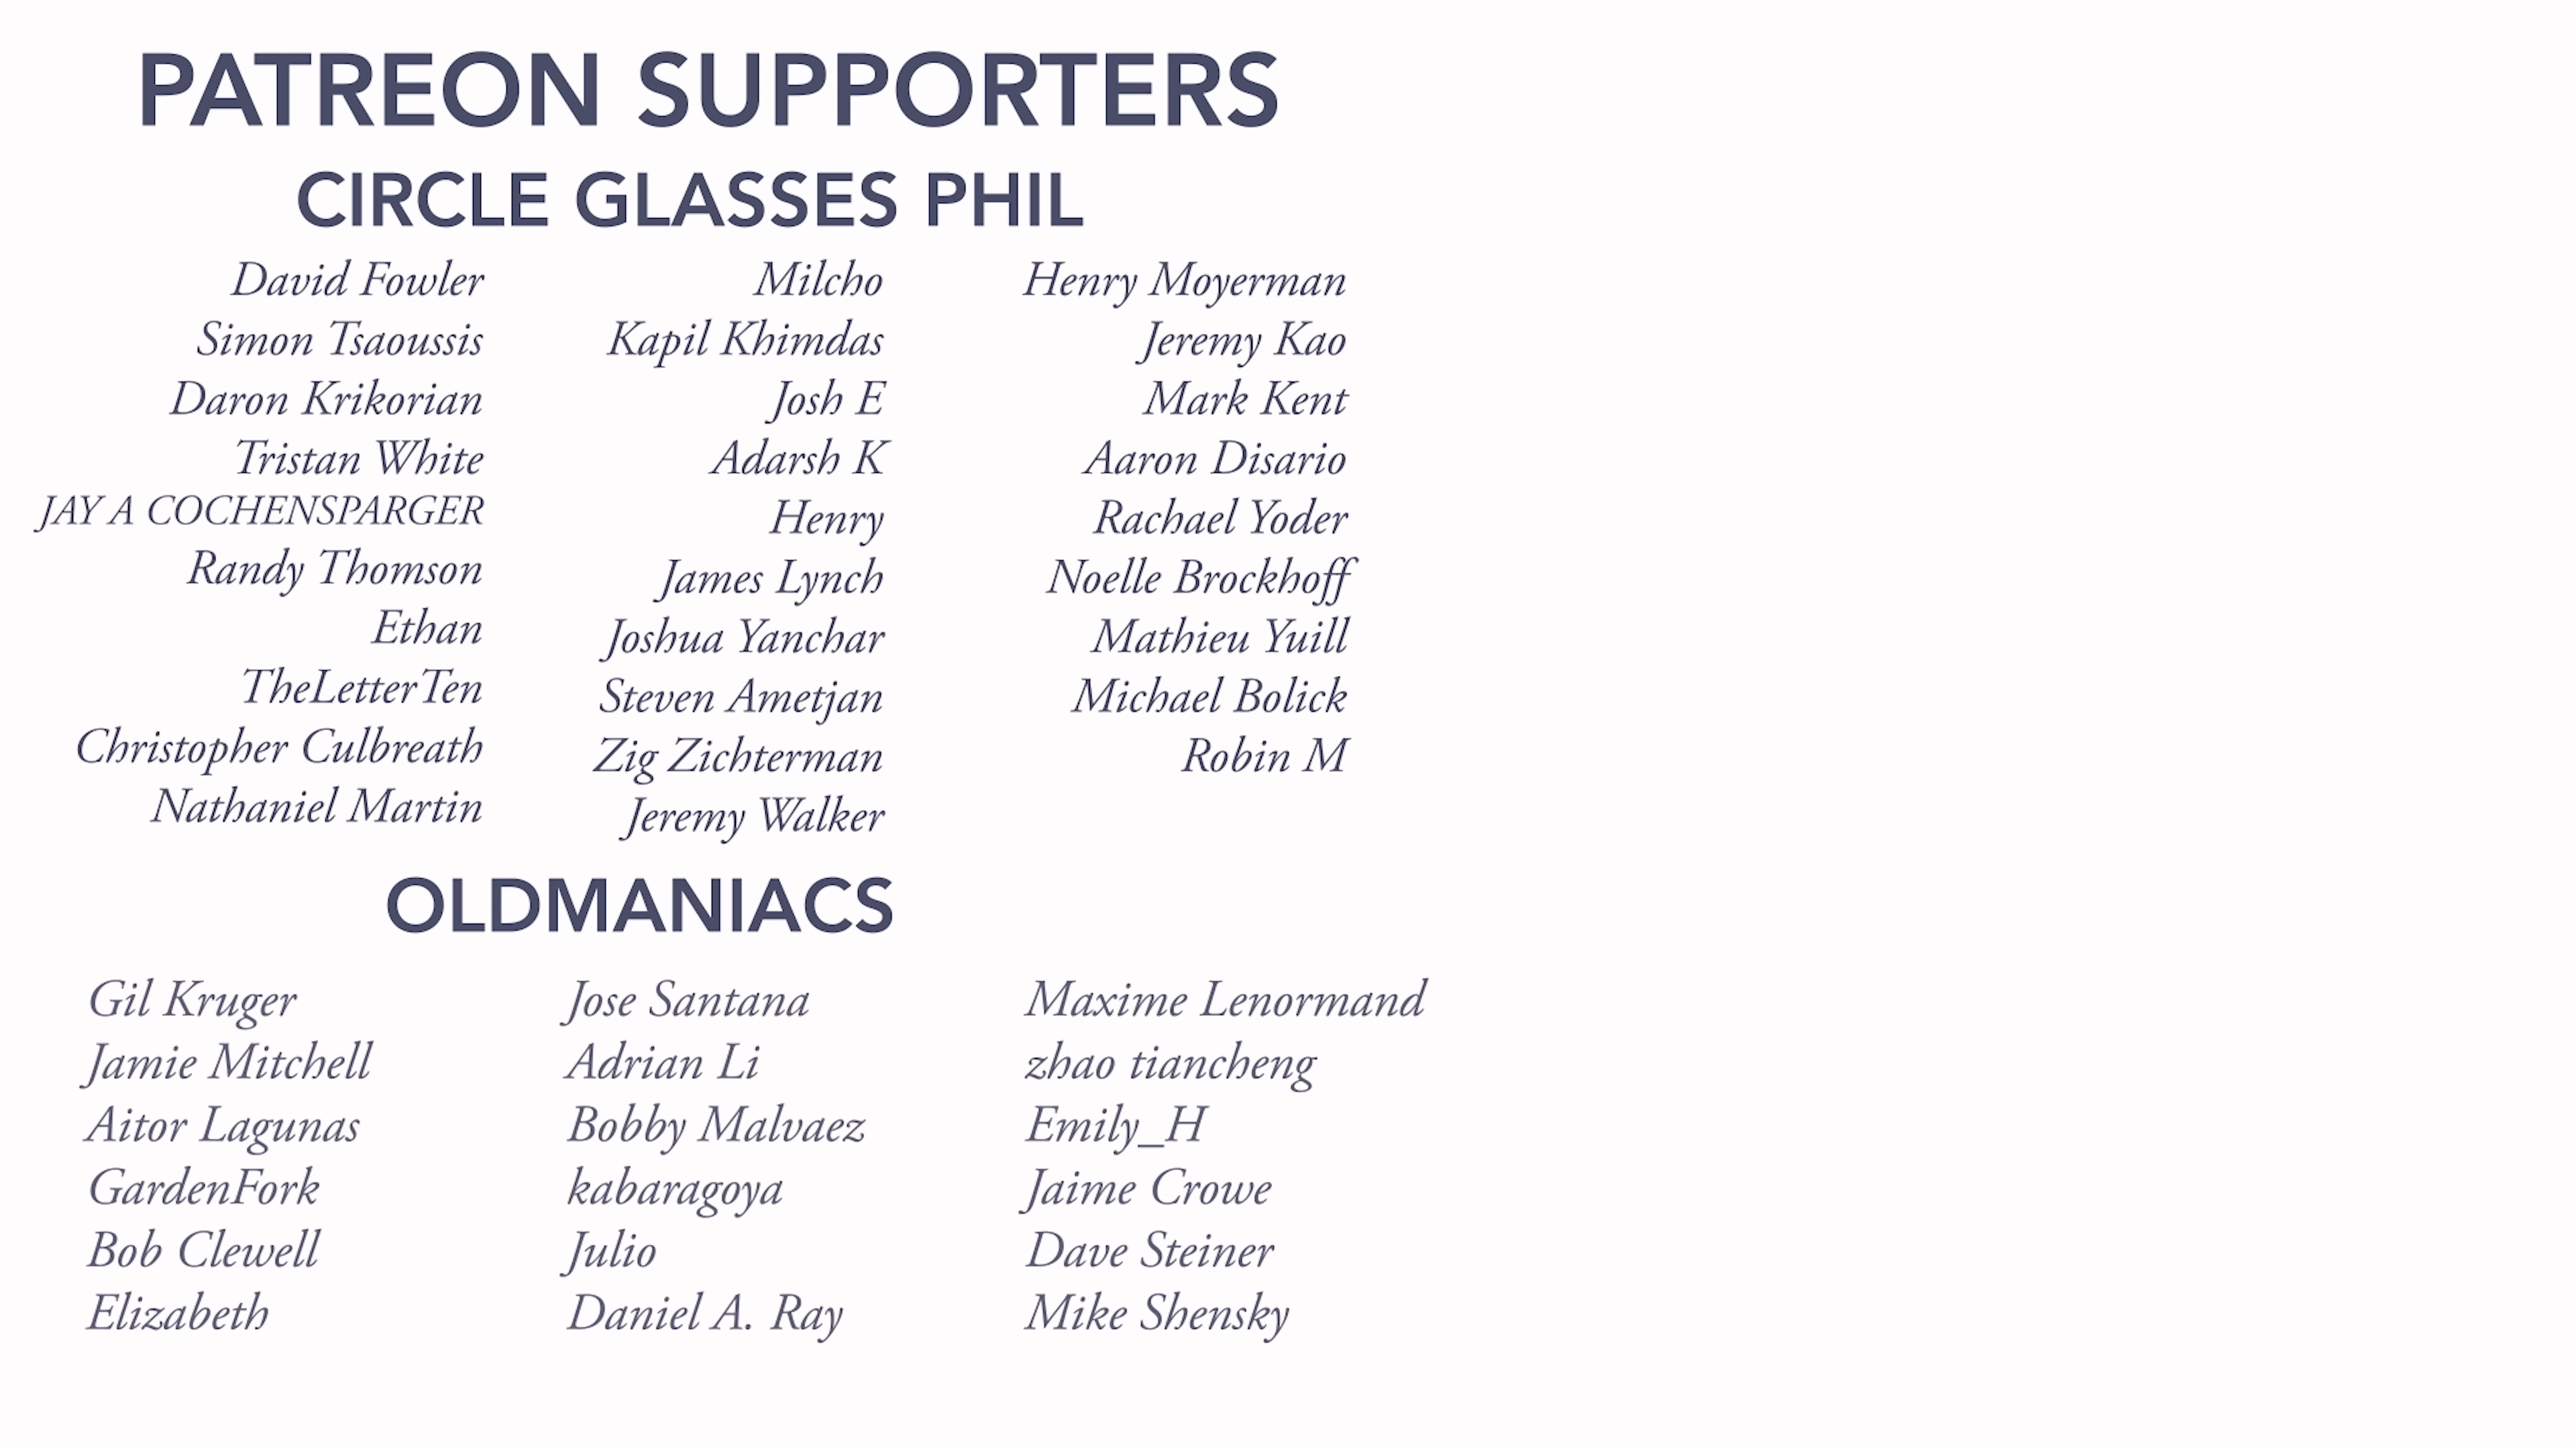 PATREON SUPPORTERS
CIRCLE GLASSES PHIL
David Fowler
Simon Tsaoussis
Daron Krikorian
Tristan White
JAY A COCHENSPARGER
Randy Thomson
Ethan
TheLetterTen
Christopher Culbreath
Nathaniel Martin
Milcho
Kapil Khimdas
Josh E
Adarsh K
Henry
James Lynch
Joshua Yanchar
Steven Ametjan
Zig Zichterman
Jeremy Walker
Henry Moyerman
Jeremy Kao
Mark Kent
Aaron Disario
Rachael Yoder
Noelle Brockhoff
Mathieu Yuill
Michael Bolick
Robin M
OLDMANIACS
Gil Kruger
Jamie Mitchell
Aitor Lagunas
GardenFork
Bob Clewell
Elizabeth
Jose Santana
Adrian Li
Bobby Malvaez
kabaragoya
Julio
Daniel A. Ray
Maxime Lenormand
zhao tiancheng
Emily_H
Jaime Crowe
Dave Steiner
Mike Shensky